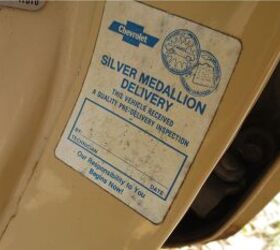 Chevrolet
SILVER MEDALLION
DELIVERY
THIS VEHICLE RECEIVED
A QUALITY PRE-DELIVERY INSPECTION
BY:
TECHNICIAN
DATE
Our Responsibility to You
Begins Now!